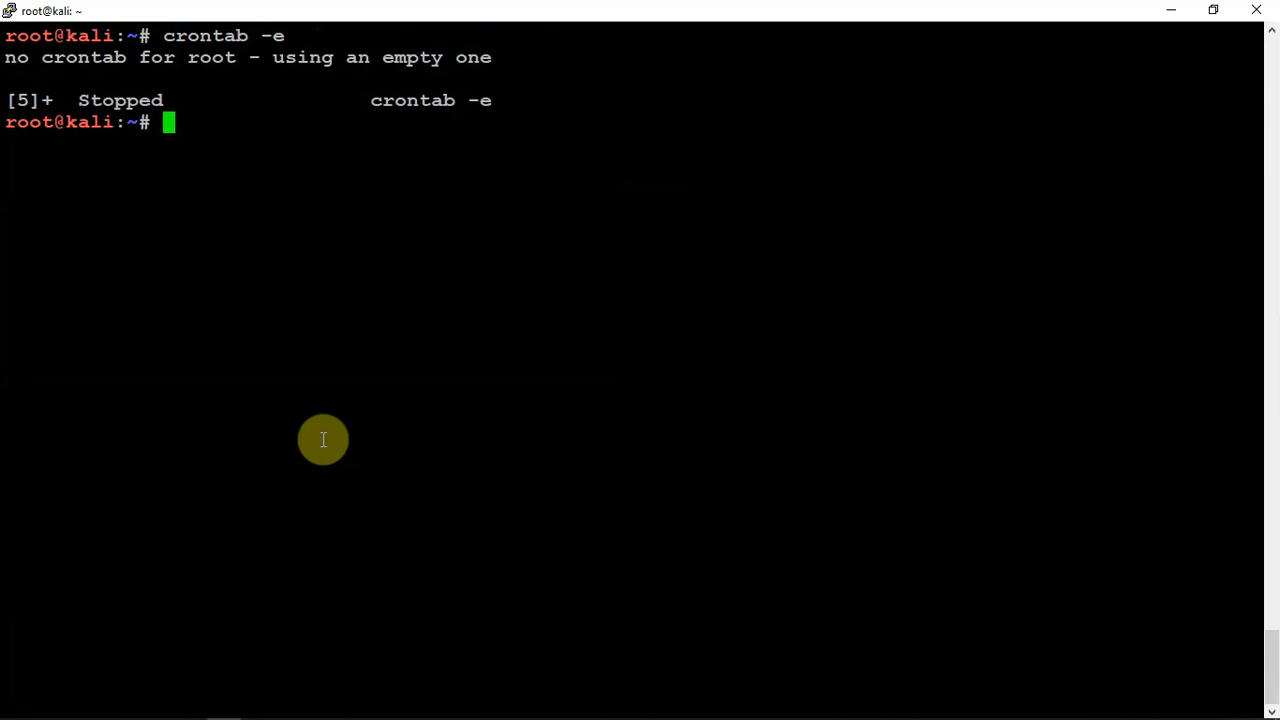 root@kali: ~
root@kali:~# crontab -e
no crontab for root - using an empty one
[5]+  Stopped                 crontab -e
root@kali:~#